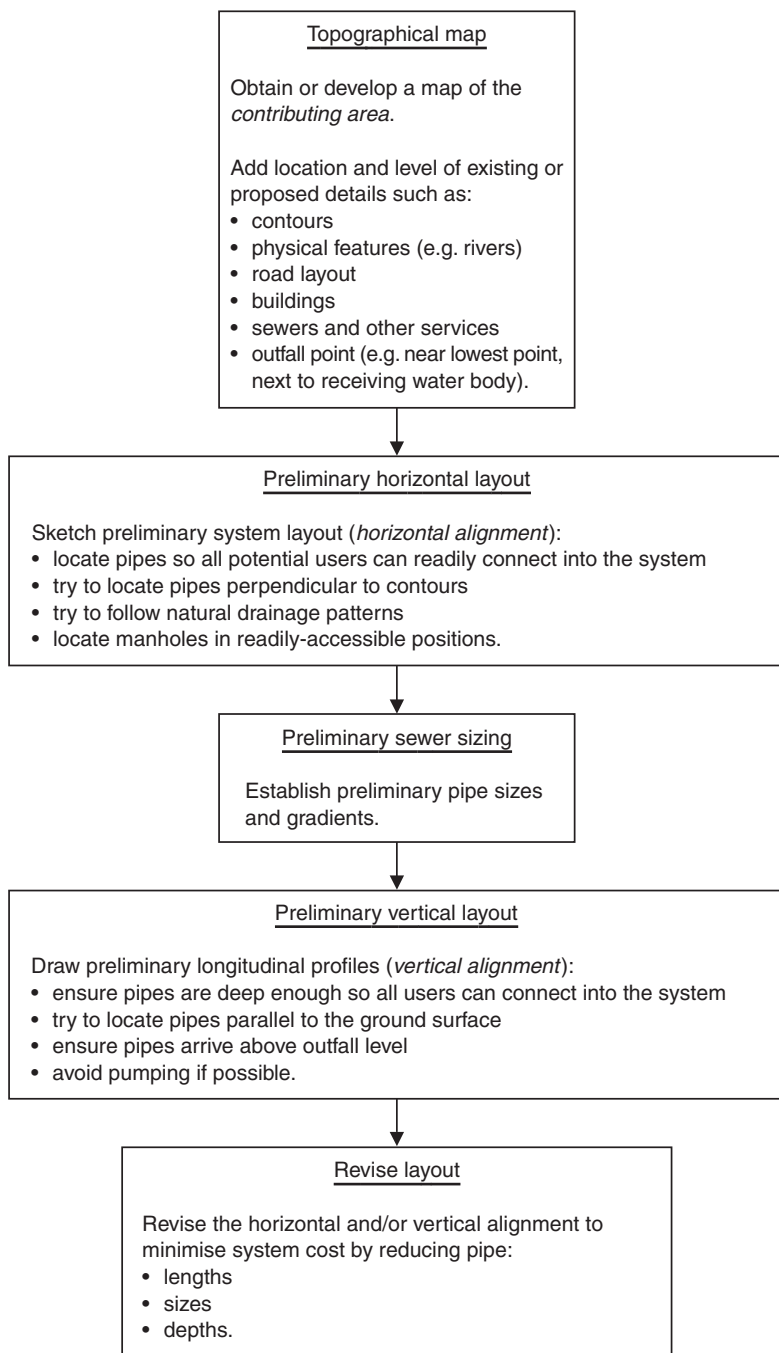 Topographical map
Obtain or develop a map of the
contributing area.
Add location and level of existing or
proposed details such as:
• contours
• physical features (e.g. rivers)
• road layout
• buildings
• sewers and other services
• outfall point (e.g. near lowest point,
next to receiving water body).
Preliminary horizontal layout
Sketch preliminary system layout (horizontal alignment):
• locate pipes so all potential users can readily connect into the system
• try to locate pipes perpendicular to contours
• try to follow natural drainage patterns
• locate manholes in readily-accessible positions.
Preliminary sewer sizing
Establish preliminary pipe sizes
and gradients.
Preliminary vertical layout
Draw preliminary longitudinal profiles (vertical alignment):
• ensure pipes are deep enough so all users can connect into the system
• try to locate pipes parallel to the ground surface
• ensure pipes arrive above outfall level
• avoid pumping if possible.
Revise layout
Revise the horizontal and/or vertical alignment to
minimise system cost by reducing pipe:
• lengths
• sizes
• depths.